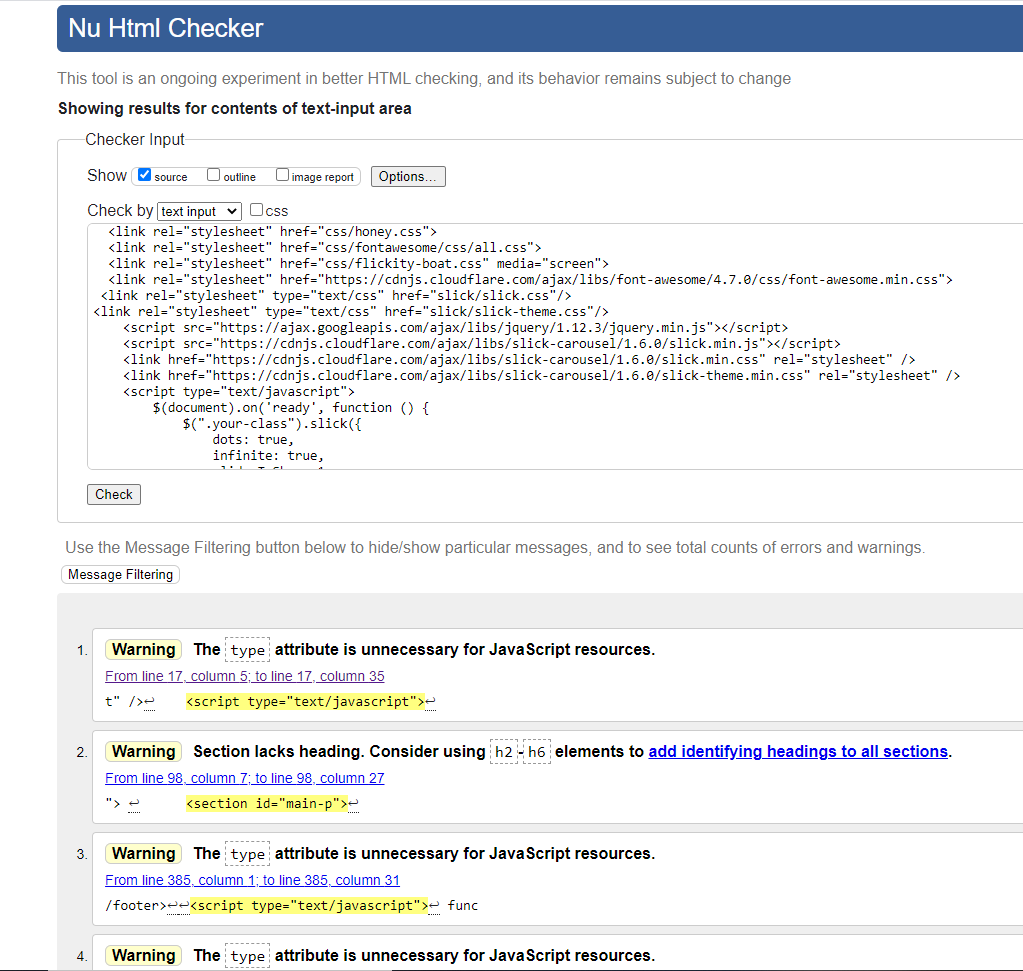 Nu Html Checker
This tool is an ongoing experiment in better HTML checking, and its behavior remains subject to change
Showing results for contents of text-input area
Checker Input
Show source outline image report Options...
Check by text input css
<link rel="stylesheet" href="css/honey.css">
<link rel="stylesheet" href="css/fontawesome/css/all.css">
<link rel="stylesheet" href="css/flickity-boat.css" media="screen">
<link rel="stylesheet" href="https://cdnjs.cloudflare.com/ajax/libs/font-awesome/4.7.0/css/font-awesome.min.css">
<link rel="stylesheet" type="text/css" href="slick/slick.css"/>
<link rel="stylesheet" type="text/css" href="slick/slick-theme.css"/>
<script src="https://ajax.googleapis.com/ajax/libs/jquery/1.12.3/jquery.min.js"></script>
<script src="https://cdnjs.cloudflare.com/ajax/libs/slick-carousel/1.6.0/slick.min.js"></script>
<link href="https://cdnjs.cloudflare.com/ajax/libs/slick-carousel/1.6.0/slick.min.css" rel="stylesheet" />
<link href="https://cdnjs.cloudflare.com/ajax/libs/slick-carousel/1.6.0/slick-theme.min.css" rel="stylesheet" />
<script type="text/javascript">
$(document).on('ready', function () {
$(".your-class").slick({
dots: true,
infinite: true,
Check
Use the Message Filtering button below to hide/show particular messages, and to see total counts of errors and warnings.
Message Filtering
1. Warning The type attribute is unnecessary for JavaScript resources.
From line 17, column 5; to line 17, column 35
t" />↩ <script type="text/javascript">↩
2. Warning Section lacks heading. Consider using h2-h6 elements to add identifying headings to all sections.
From line 98, column 7; to line 98, column 27
"> ↩ <section id="main-p">↩
3. Warning The type attribute is unnecessary for JavaScript resources.
From line 385, column 1; to line 385, column 31
/footer>↩↩<script type="text/javascript">↩ func
4. Warning The type attribute is unnecessary for JavaScript resources.